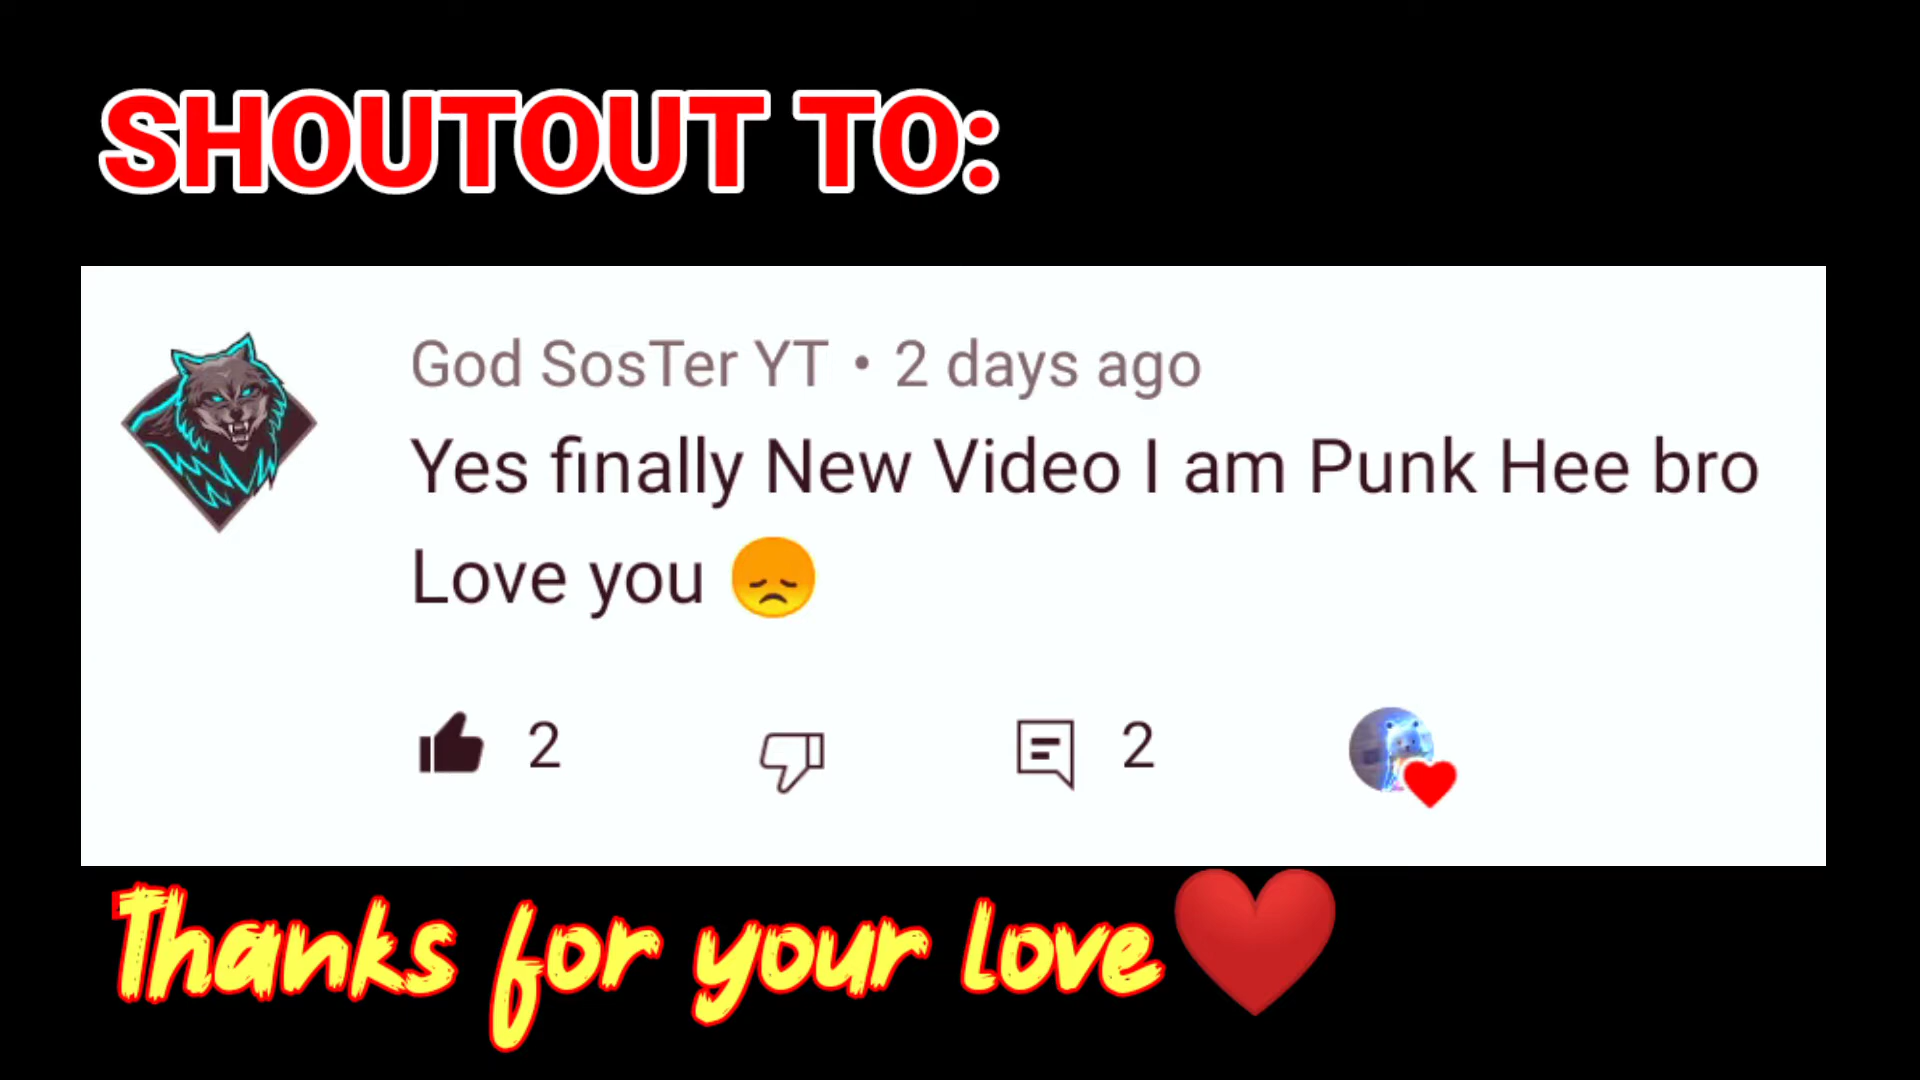 SHOUTOUT TO:
God SosTer YT • 2 days ago
Yes finally New Video I am Punk Hee bro
Love you 😞
2 2
Thanks for your love❤️